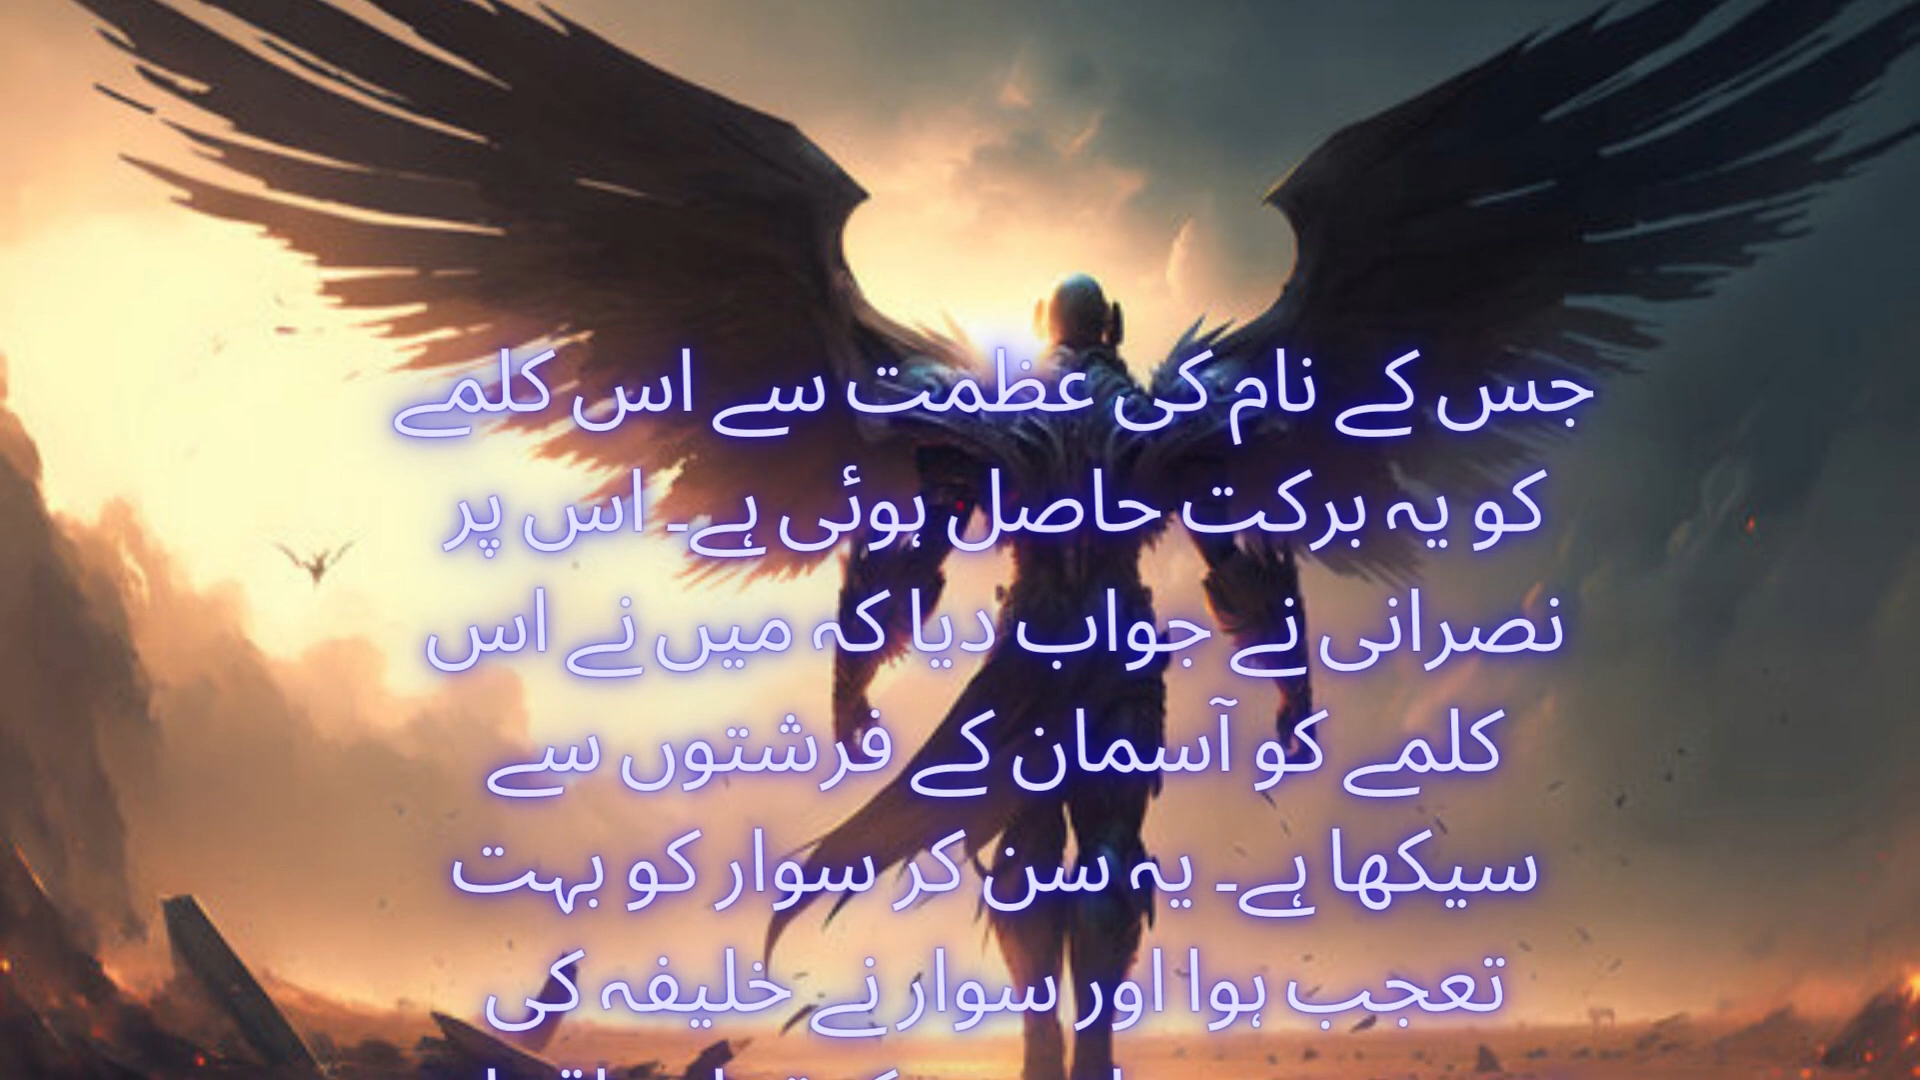 جس کے نام کی عظمت سے اس کلمے
کو یہ برکت حاصل ہوئی ہے۔ اس پر
نصرانی نے جواب دیا کہ میں نے اس
کلمے کو آسمان کے فرشتوں سے
سیکھا ہے۔ یہ سن کر سوار کو بہت
تعجب ہوا اور سوار نے خلیفہ کی